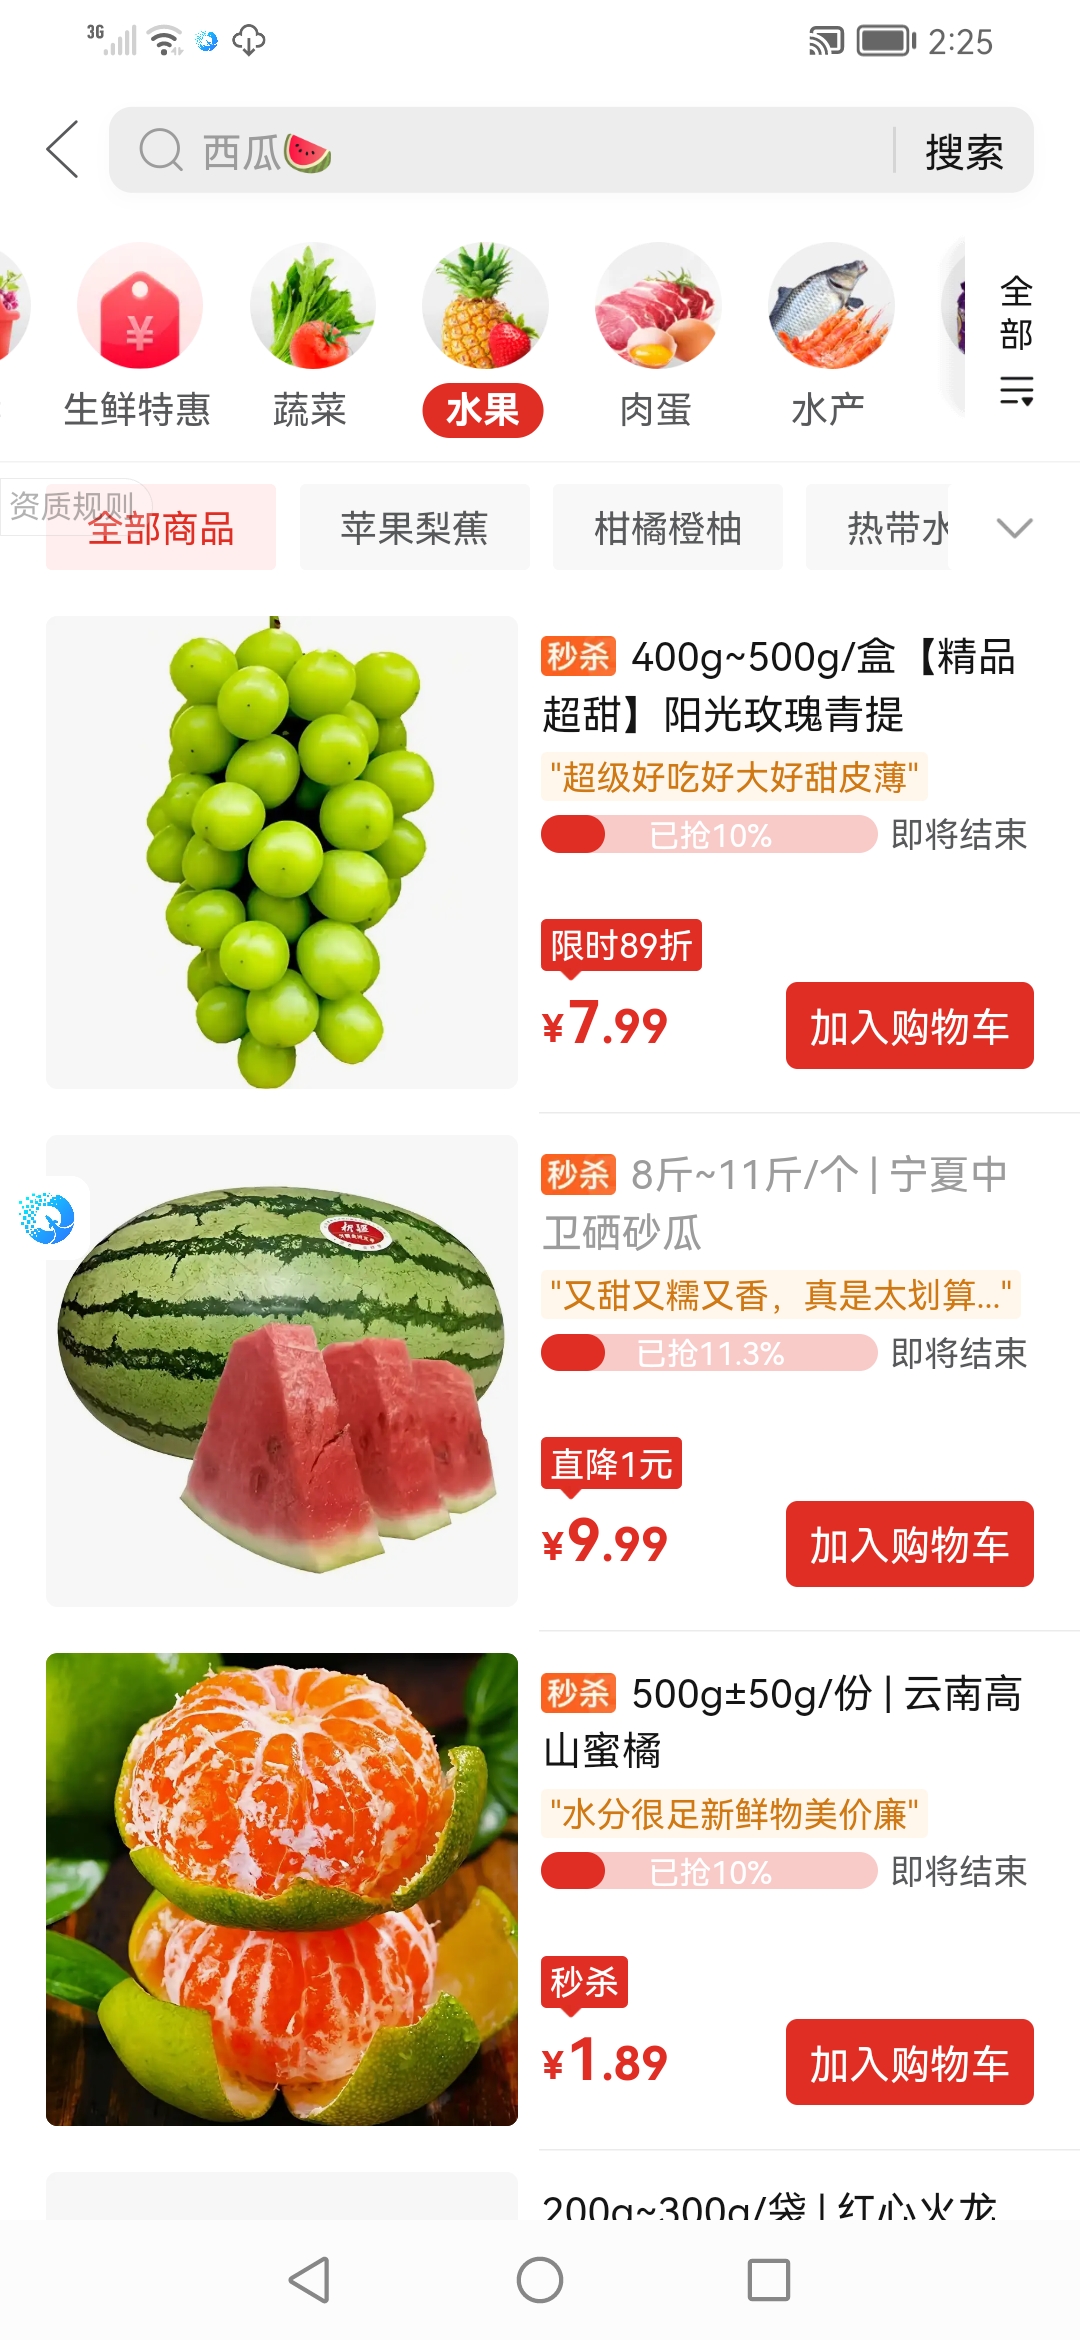 3G 2:25
西瓜🍉 搜索
¥
生鲜特惠 蔬菜 水果 肉蛋 水产 全部
资质规则
全部商品 苹果梨蕉 柑橘橙柚 热带水
秒杀 400g~500g/盒【精品
超甜】阳光玫瑰青提
"超级好吃好大好甜皮薄"
已抢10% 即将结束
限时89折
¥7.99 加入购物车
秒杀 8斤~11斤/个 | 宁夏中
卫硒砂瓜
"又甜又糯又香，真是太划算..."
已抢11.3% 即将结束
直降1元
¥9.99 加入购物车
秒杀 500g±50g/份 | 云南高
山蜜橘
"水分很足新鲜物美价廉"
已抢10% 即将结束
秒杀
¥1.89 加入购物车
200g~300g/袋 | 红心火龙